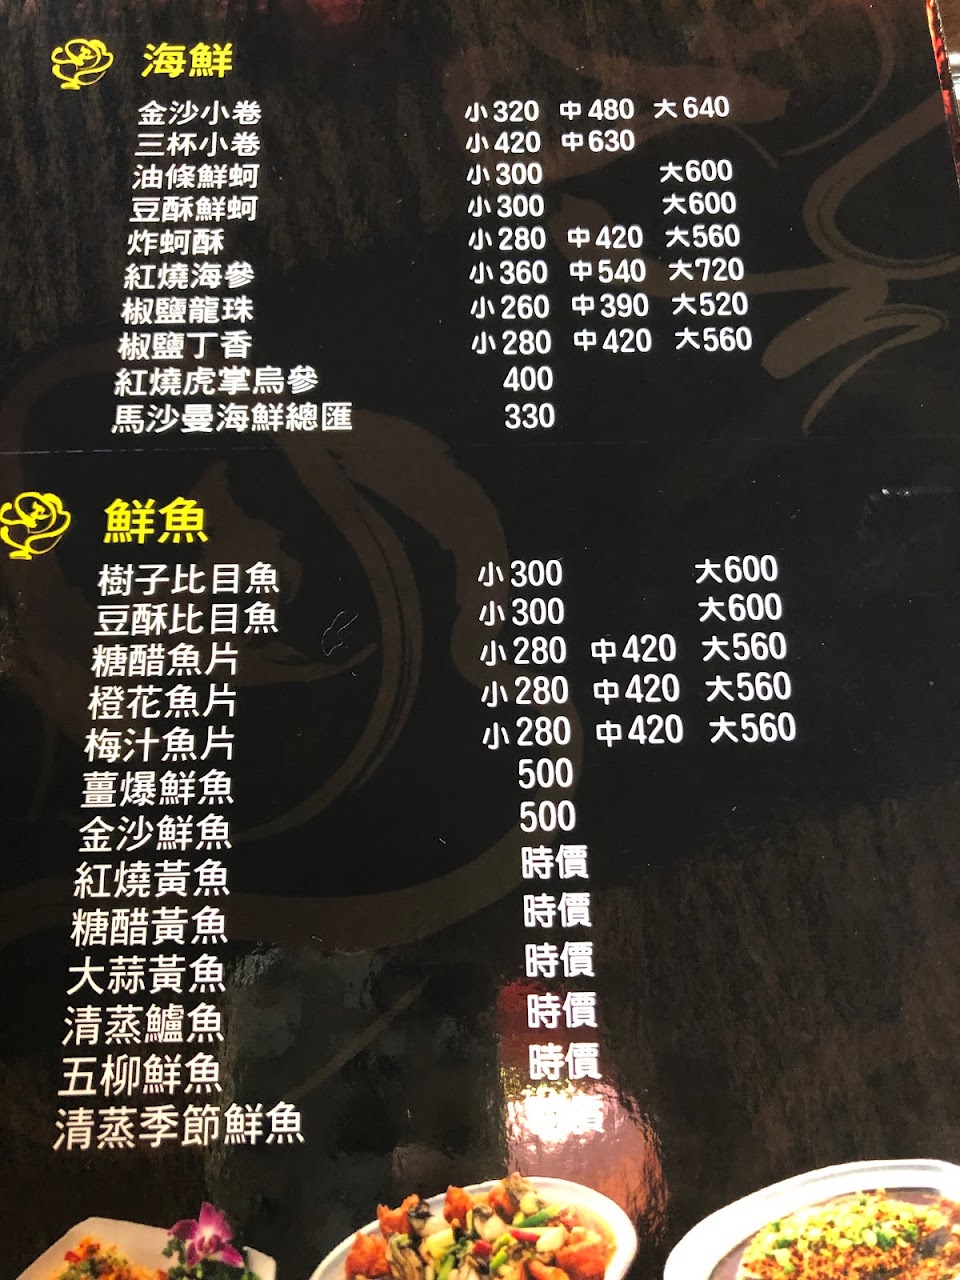 海鮮
金沙小卷 小320 中480 大640
三杯小卷 小420 中630
油條鮮蚵 小300 大600
豆酥鮮蚵 小300 大600
炸蚵酥 小280 中420 大560
紅燒海參 小360 中540 大720
椒鹽龍珠 小260 中390 大520
椒鹽丁香 小280 中420 大560
紅燒虎掌烏參 400
馬沙曼海鮮總匯 330
鮮魚
樹子比目魚 小300 大600
豆酥比目魚 小300 大600
糖醋魚片 小280 中420 大560
橙花魚片 小280 中420 大560
梅汁魚片 小280 中420 大560
薑爆鮮魚 500
金沙鮮魚 500
紅燒黃魚 時價
糖醋黃魚 時價
大蒜黃魚 時價
清蒸鱸魚 時價
五柳鮮魚 時價
清蒸季節鮮魚 時價